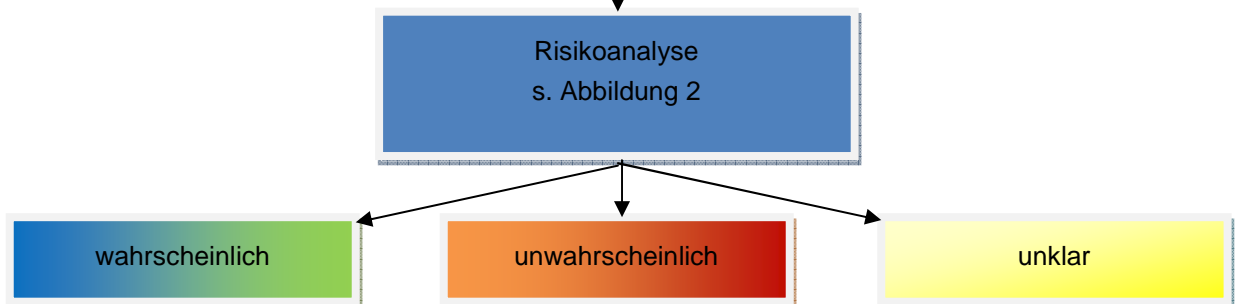 Risikoanalyse
s. Abbildung 2
wahrscheinlich
unwahrscheinlich
unklar